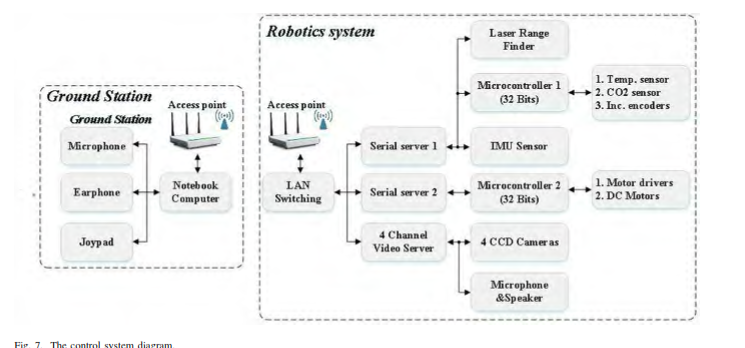 Robotics system
Laser Range
Finder
Microcontroller 1
(32 Bits)
1. Temp. sensor
2. CO2 sensor
3. Inc. encoders
Ground Station
Ground Station
Access point
Access point
Microphone
Serial server 1
IMU Sensor
Earphone
Notebook
Computer
LAN
Switching
Serial server 2
Microcontroller 2
(32 Bits)
1. Motor drivers
2. DC Motors
Joypad
4 Channel
Video Server
4 CCD Cameras
Microphone
&Speaker
Fig. 7 The control system diagram